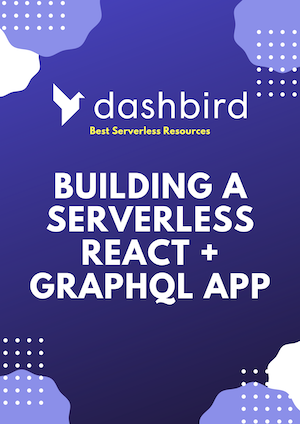 dashbird
Best Serverless Resources
BUILDING A
SERVERLESS
REACT +
GRAPHQL APP